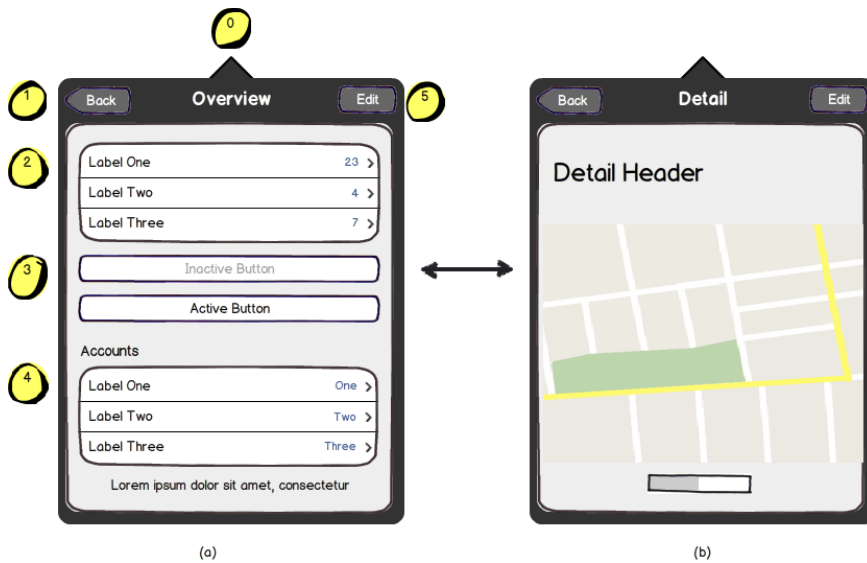 0
1
Back
Overview
Edit
5
2
Label One
23
Label Two
4
Label Three
7
3
Inactive Button
Active Button
Accounts
4
Label One
One
Label Two
Two
Label Three
Three
Lorem ipsum dolor sit amet, consectetur
(a)
Back
Detail
Edit
Detail Header
(b)